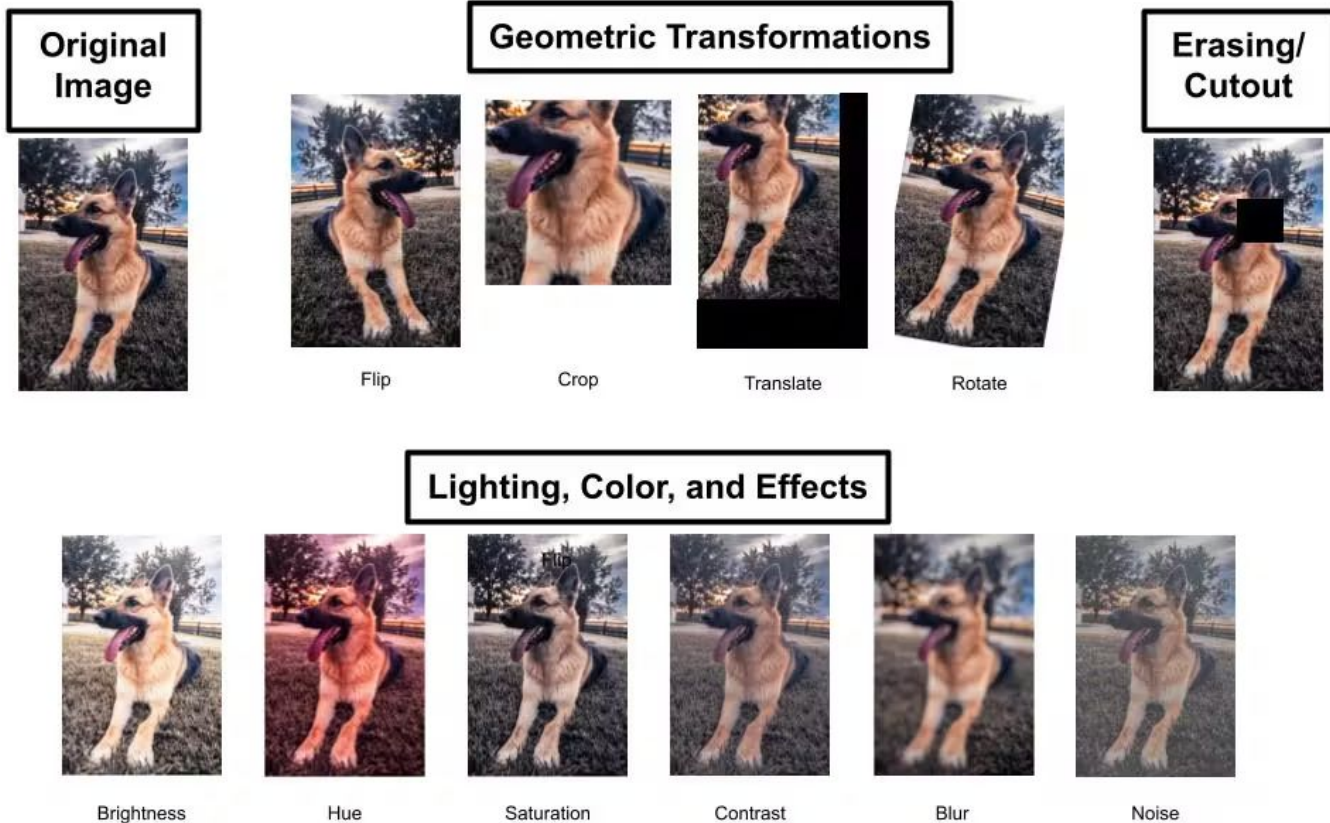 Original
Image
Geometric Transformations
Erasing/
Cutout
Flip
Crop
Translate
Rotate
Lighting, Color, and Effects
Flip
Brightness
Hue
Saturation
Contrast
Blur
Noise